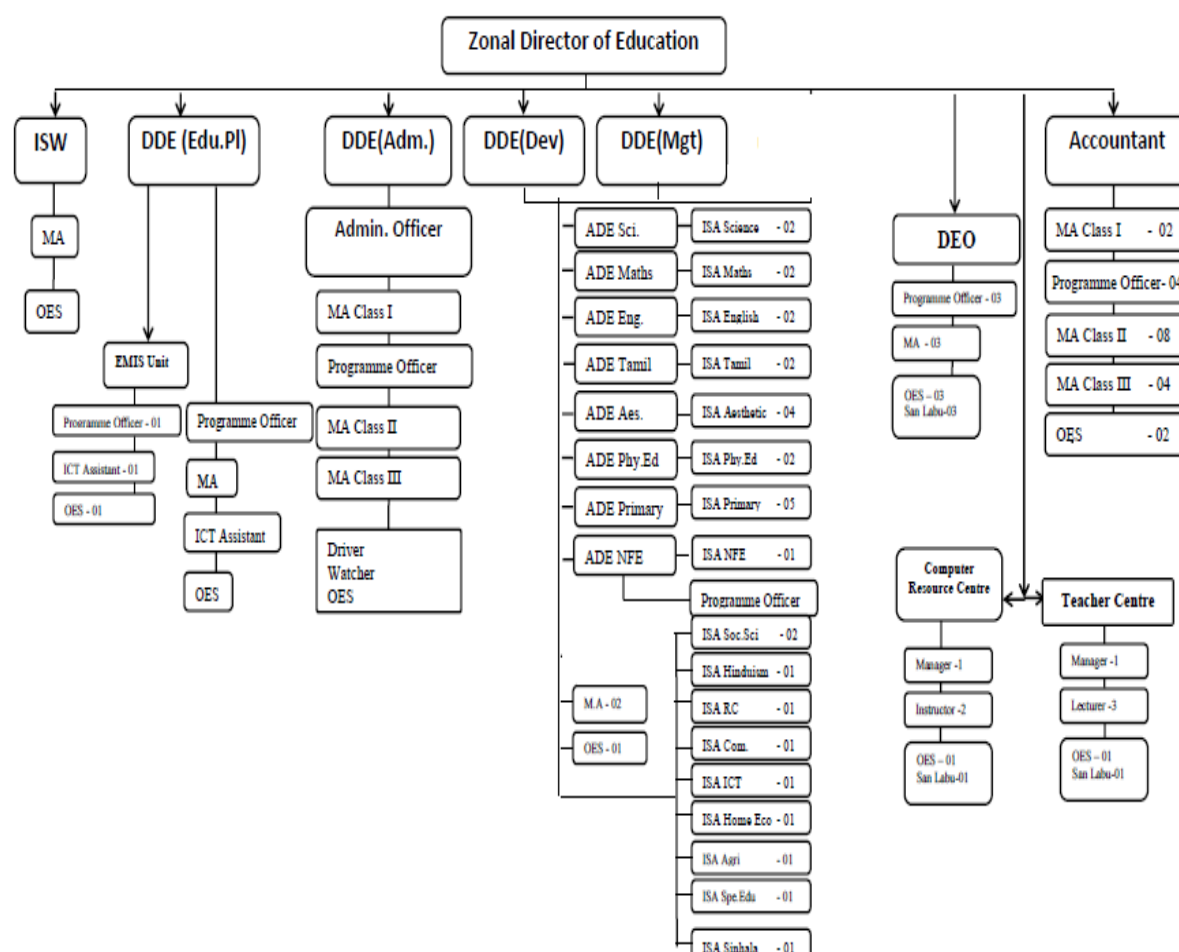 Zonal Director of Education
ISW
DDE (Edu.Pl)
DDE(Adm.)
DDE(Dev)
DDE(Mgt)
Accountant
MA
OES
EMIS Unit
Programme Officer - 01
ICT Assistant - 01
OES - 01
Programme Officer
MA
ICT Assistant
OES
Admin. Officer
MA Class I
Programme Officer
MA Class II
MA Class III
Driver
Watcher
OES
ADE Sci.
ISA Science - 02
ADE Maths
ISA Maths - 02
ADE Eng.
ISA English - 02
ADE Tamil
ISA Tamil - 02
ADE Aes.
ISA Aesthetic - 04
ADE Phy.Ed
ISA Phy.Ed - 02
ADE Primary
ISA Primary - 05
ADE NFE
ISA NFE - 01
Programme Officer
ISA Soc.Sci - 02
ISA Hinduism - 01
ISA RC - 01
ISA Com. - 01
ISA ICT - 01
ISA Home Eco - 01
ISA Agri - 01
ISA Spe.Edu - 01
ISA Sinhala - 01
M.A - 02
OES - 01
DEO
Programme Officer - 03
MA - 03
OES – 03
San Labu-03
Computer
Resource Centre
Manager -1
Instructor -2
OES – 01
San Labu-01
Teacher Centre
Manager -1
Lecturer -3
OES – 01
San Labu-01
MA Class I - 02
Programme Officer- 04
MA Class II - 08
MA Class III - 04
OES - 02